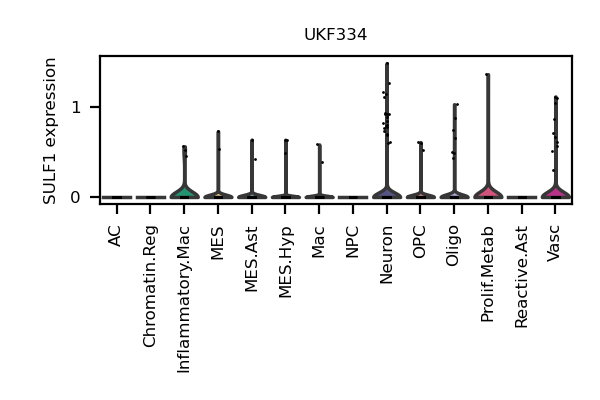 UKF334
SULF1 expression
1
0
AC
Chromatin.Reg
Inflammatory.Mac
MES
MES.Ast
MES.Hyp
Mac
NPC
Neuron
OPC
Oligo
Prolif.Metab
Reactive.Ast
Vasc